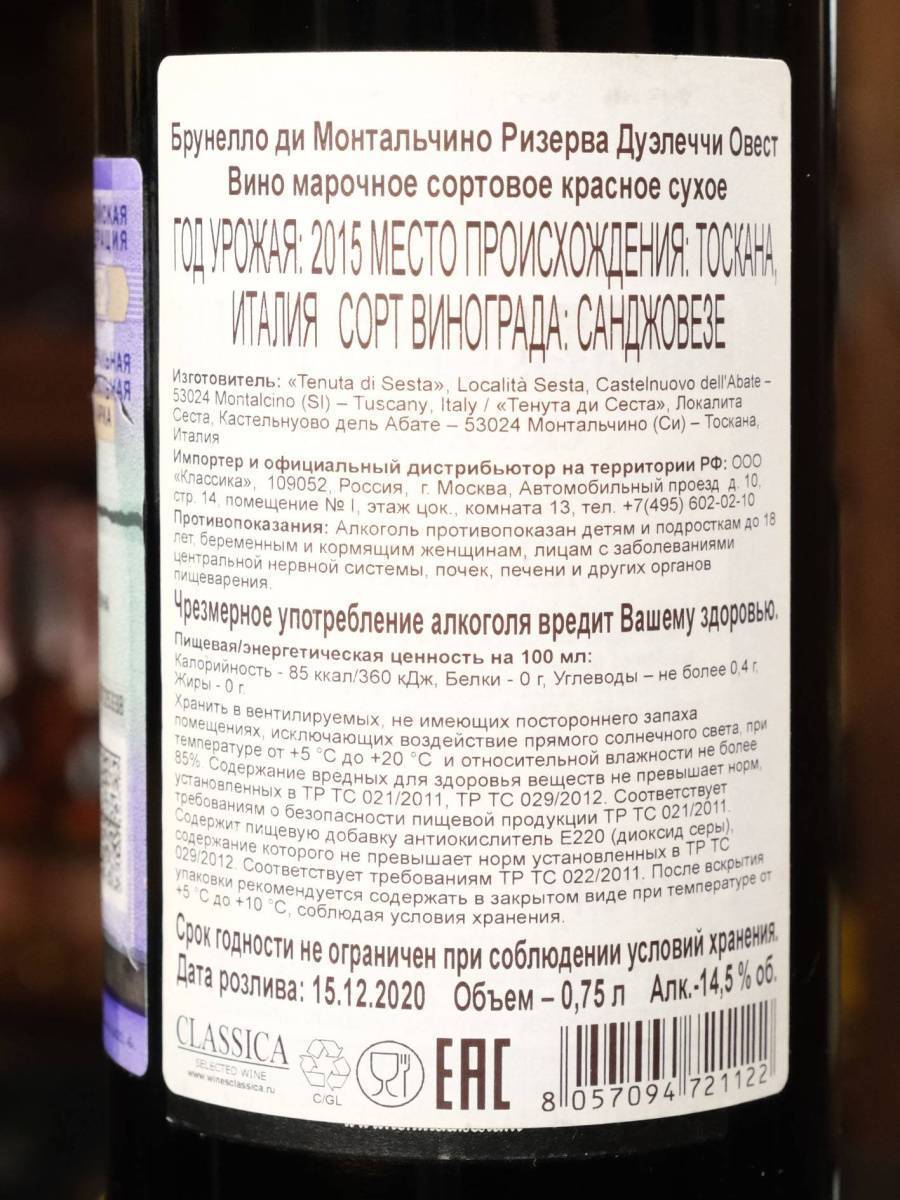 Брунелло ди Монтальчино Ризерва Дуэлеччи Овест
Вино марочное сортовое красное сухое
ГОД УРОЖАЯ: 2015 МЕСТО ПРОИСХОЖДЕНИЯ: ТОСКАНА,
ИТАЛИЯ СОРТ ВИНОГРАДА: САНДЖОВЕЗЕ
Изготовитель: «Tenuta di Sesta», Località Sesta, Castelnuovo dell'Abate –
53024 Montalcino (SI) – Tuscany, Italy / «Тенута ди Сеста», Локалита
Сеста, Кастельнуово дель Абате – 53024 Монтальчино (Си) – Тоскана,
Италия
Импортер и официальный дистрибьютор на территории РФ: ООО
«Классика», 109052, Россия, г. Москва, Автомобильный проезд д. 10,
стр. 14, помещение № I, этаж цок., комната 13, тел. +7(495) 602-02-10
Противопоказания: Алкоголь противопоказан детям и подросткам до 18
лет, беременным и кормящим женщинам, лицам с заболеваниями
центральной нервной системы, почек, печени и других органов
пищеварения.
Чрезмерное употребление алкоголя вредит Вашему здоровью.
Пищевая/энергетическая ценность на 100 мл:
Калорийность - 85 ккал/360 кДж, Белки - 0 г, Углеводы – не более 0,4 г,
Жиры - 0 г.
Хранить в вентилируемых, не имеющих постороннего запаха
помещениях, исключающих воздействие прямого солнечного света, при
температуре от +5 °C до +20 °C и относительной влажности не более
85%. Содержание вредных для здоровья веществ не превышает норм,
установленных в ТР ТС 021/2011, ТР ТС 029/2012. Соответствует
требованиям о безопасности пищевой продукции ТР ТС 021/2011.
Содержит пищевую добавку антиокислитель Е220 (диоксид серы),
содержание которого не превышает норм установленных в ТР ТС
029/2012. Соответствует требованиям ТР ТС 022/2011. После вскрытия
упаковки рекомендуется содержать в закрытом виде при температуре от
+5 °C до +10 °C, соблюдая условия хранения.
Срок годности не ограничен при соблюдении условий хранения.
Дата розлива: 15.12.2020 Объем – 0,75 л Алк.-14,5 % об.
CLASSICA
SELECTED WINE
www.winesclassica.ru
C/GL
EAC
8 057094 721122